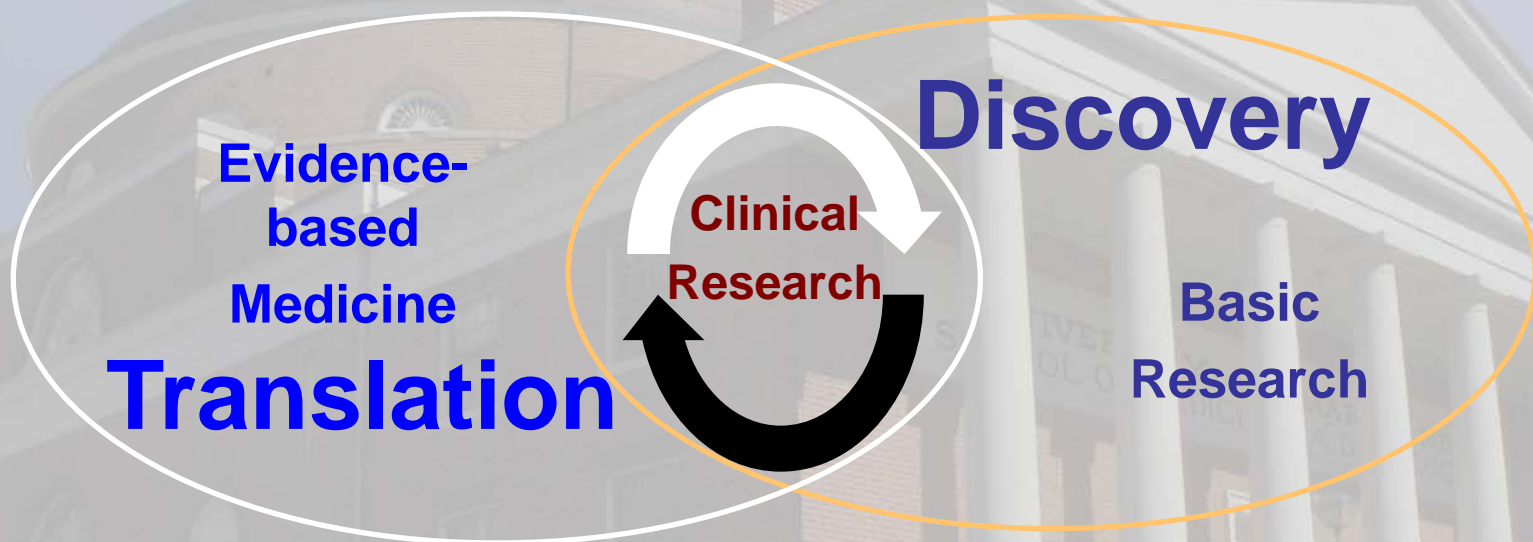 Evidence-
based
Medicine
Translation
Clinical
Research
Discovery
Basic
Research